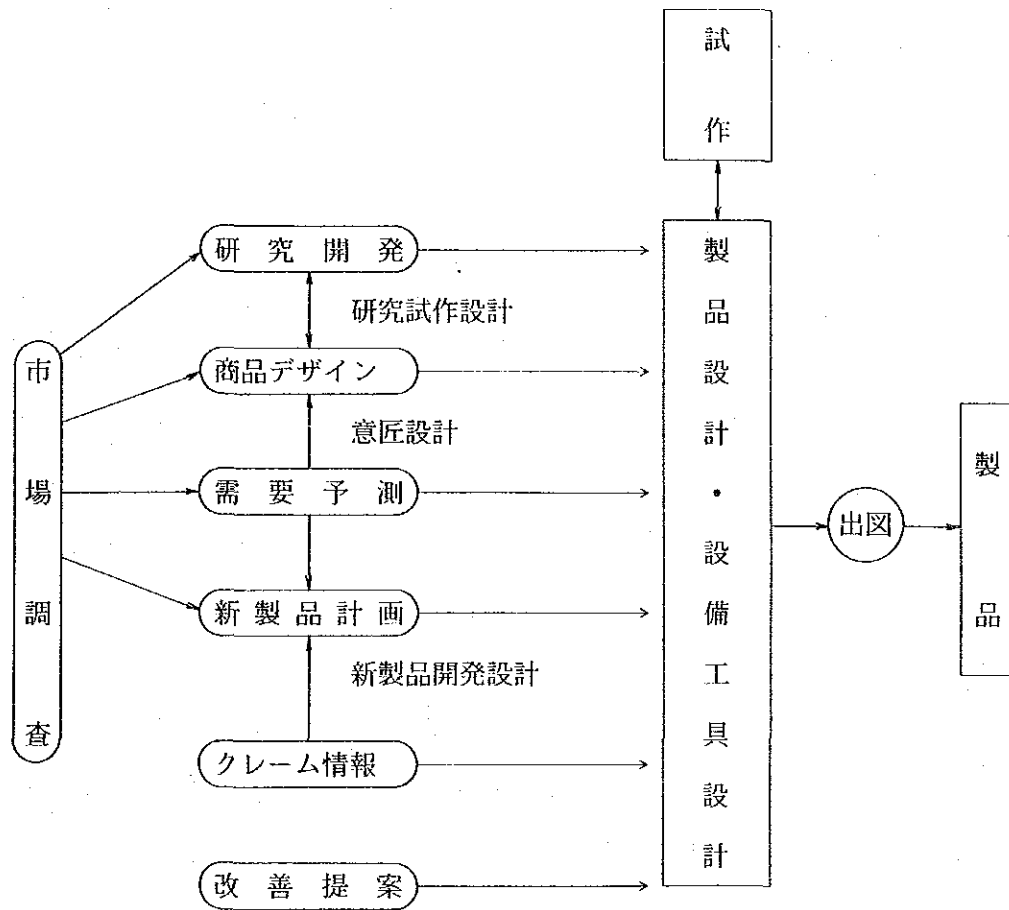 試作
研究開発
研究試作設計
商品デザイン
意匠設計
需要予測
新製品計画
新製品開発設計
クレーム情報
改善提案
市場調査
製品設計・設備工具設計
出図
製品